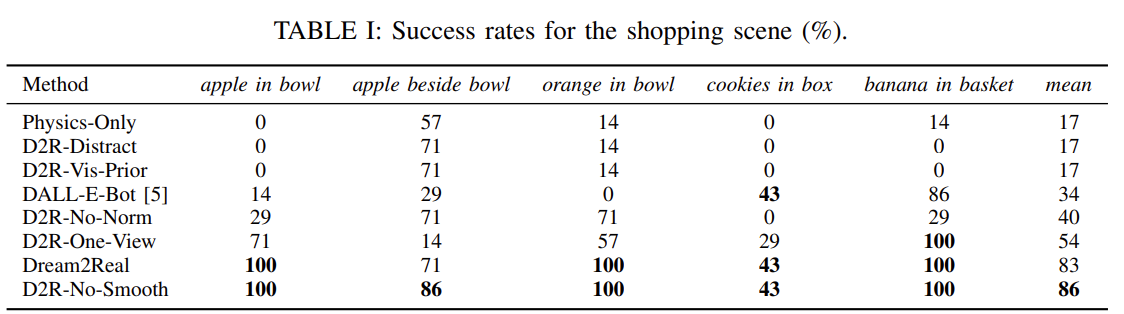 TABLE I: Success rates for the shopping scene (%).
Method apple in bowl apple beside bowl orange in bowl cookies in box banana in basket mean
Physics-Only 0 57 14 0 14 17
D2R-Distract 0 71 14 0 0 17
D2R-Vis-Prior 0 71 14 0 0 17
DALL-E-Bot [5] 14 29 0 43 86 34
D2R-No-Norm 29 71 71 0 29 40
D2R-One-View 71 14 57 29 100 54
Dream2Real 100 71 100 43 100 83
D2R-No-Smooth 100 86 100 43 100 86